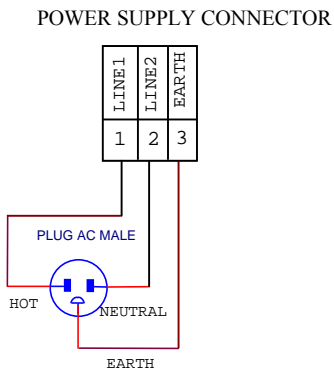 POWER SUPPLY CONNECTOR
LINE1
LINE2
EARTH
1 2 3
PLUG AC MALE
HOT
NEUTRAL
EARTH